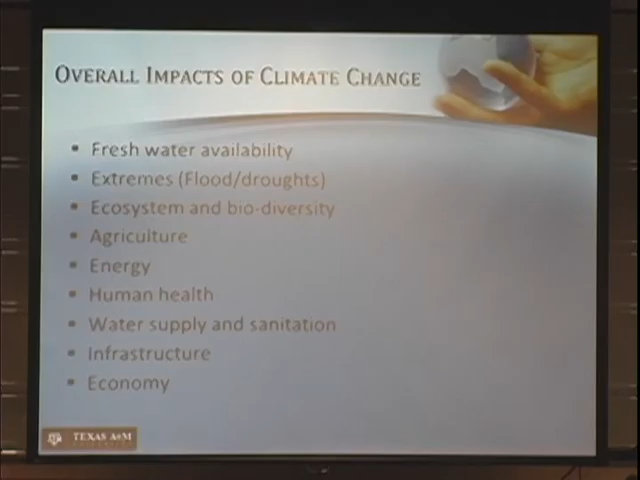 OVERALL IMPACTS OF CLIMATE CHANGE
Fresh water availability
Extremes (Flood/droughts)
Ecosystem and bio-diversity
Agriculture
Energy
Human health
Water supply and sanitation
Infrastructure
Economy
TEXAS A&M